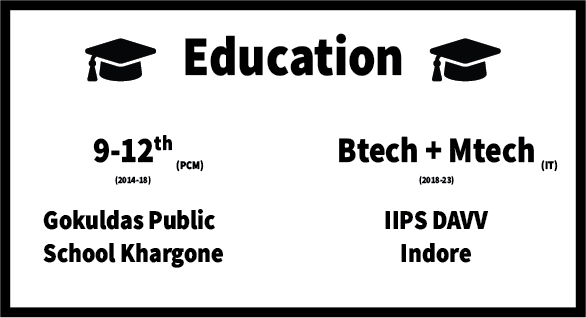 Education
9-12th (PCM)
(2014-18)
Gokuldas Public
School Khargone
Btech + Mtech (IT)
(2018-23)
IIPS DAVV
Indore